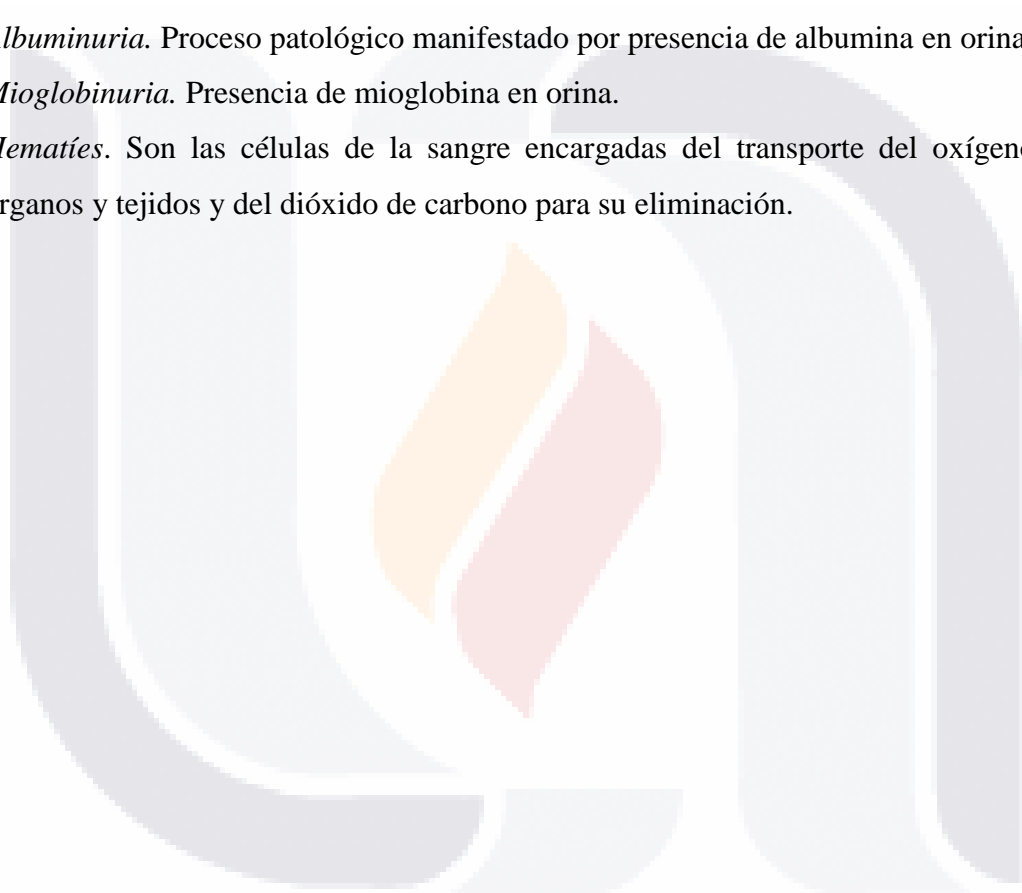 lbuminuria. Proceso patológico manifestado por presencia de albumina en orina
Mioglobinuria. Presencia de mioglobina en orina.
Hematíes. Son las células de la sangre encargadas del transporte del oxígeno
rganos y tejidos y del dióxido de carbono para su eliminación.